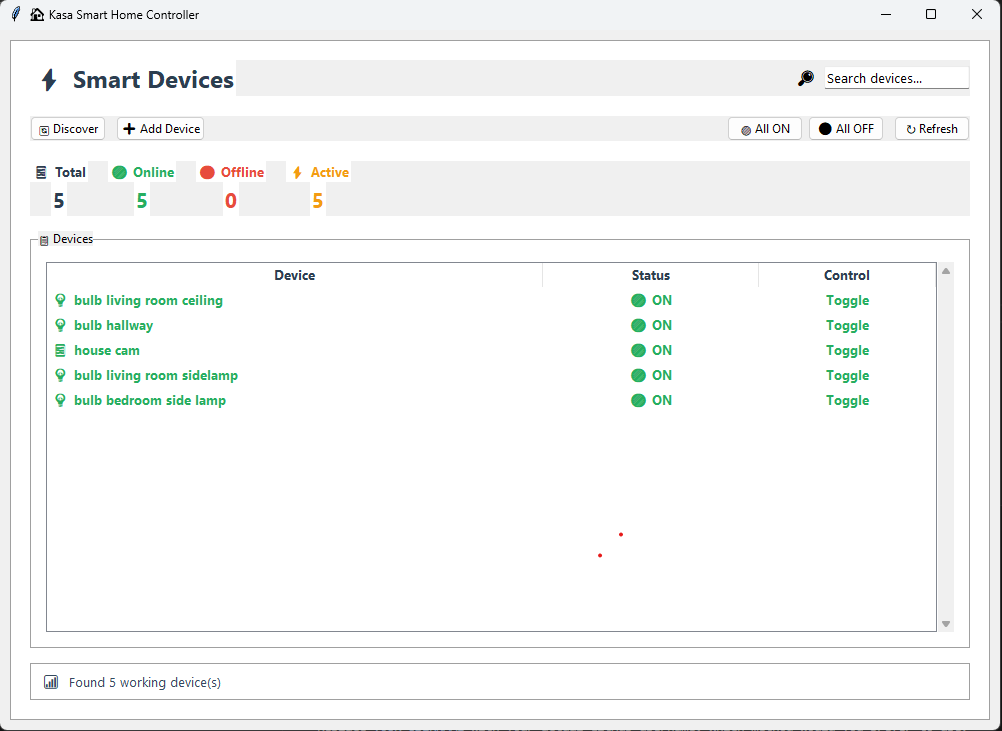 Kasa Smart Home Controller
Smart Devices
Search devices...
Discover
Add Device
All ON
All OFF
Refresh
Total
Online
Offline
Active
5
5
0
5
Devices
Device Status Control
bulb living room ceiling ON Toggle
bulb hallway ON Toggle
house cam ON Toggle
bulb living room sidelamp ON Toggle
bulb bedroom side lamp ON Toggle
Found 5 working device(s)